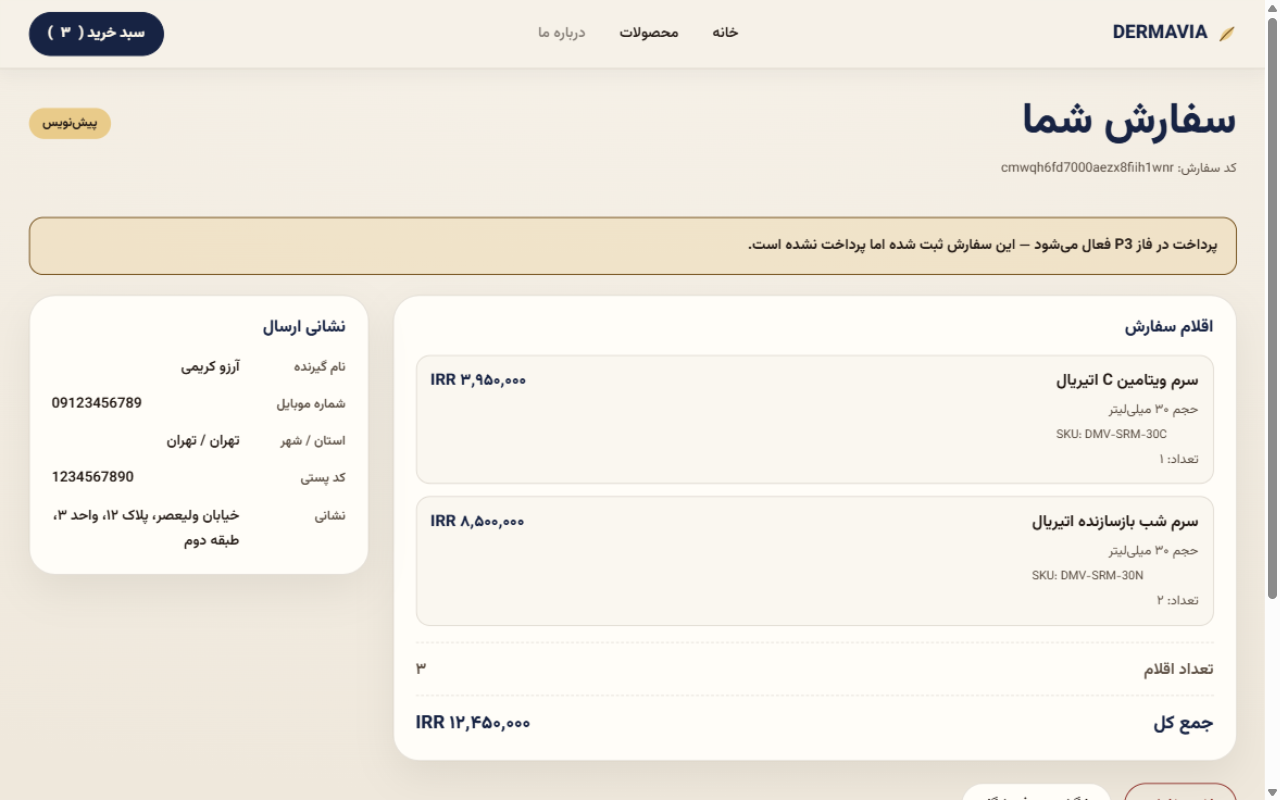 DERMAVIA
خانه
محصولات
درباره ما
سبد خرید ( ۳ )
سفارش شما
پیش‌نویس
کد سفارش: cmwqh6fd7000aezx8fiih1wnr
پرداخت در فاز P3 فعال می‌شود — این سفارش ثبت شده اما پرداخت نشده است.
اقلام سفارش
سرم ویتامین C اتیریال
IRR ۳,۹۵۰,۰۰۰
حجم ۳۰ میلی‌لیتر
SKU: DMV-SRM-30C
تعداد: ۱
سرم شب بازسازنده اتیریال
IRR ۸,۵۰۰,۰۰۰
حجم ۳۰ میلی‌لیتر
SKU: DMV-SRM-30N
تعداد: ۲
تعداد اقلام
۳
جمع کل
IRR ۱۲,۴۵۰,۰۰۰
نشانی ارسال
نام گیرنده
آرزو کریمی
شماره موبایل
09123456789
استان / شهر
تهران / تهران
کد پستی
1234567890
نشانی
خیابان ولیعصر، پلاک ۱۲، واحد ۳،
طبقه دوم